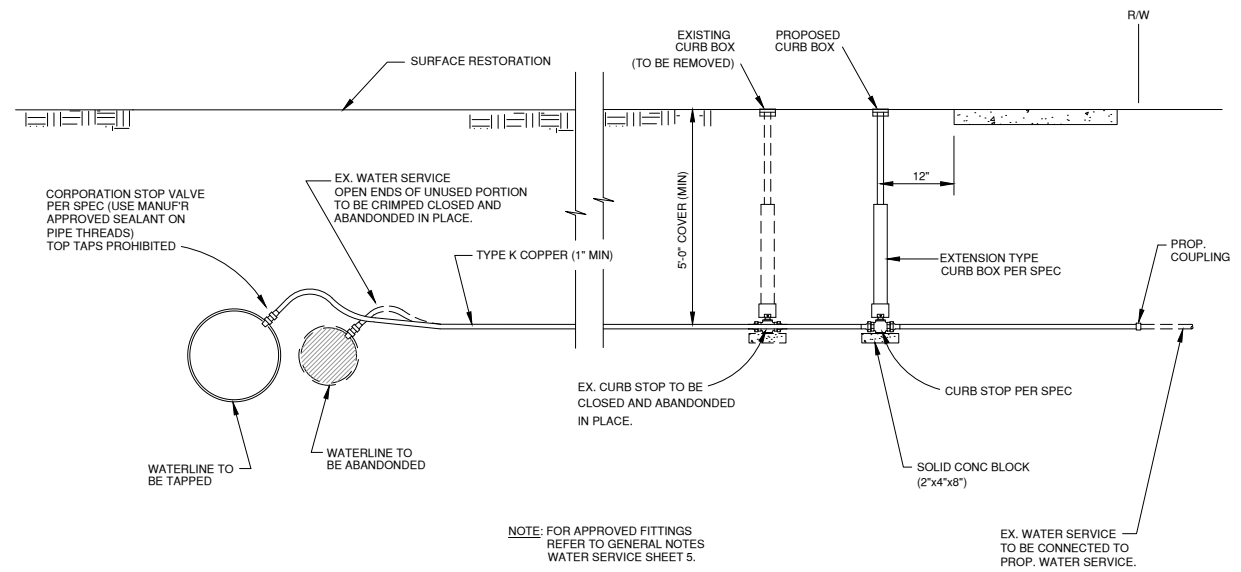 R/W
EXISTING
CURB BOX
(TO BE REMOVED)
PROPOSED
CURB BOX
SURFACE RESTORATION
CORPORATION STOP VALVE
PER SPEC (USE MANUF'R
APPROVED SEALANT ON
PIPE THREADS)
TOP TAPS PROHIBITED
EX. WATER SERVICE
OPEN ENDS OF UNUSED PORTION
TO BE CRIMPED CLOSED AND
ABANDONDED IN PLACE.
TYPE K COPPER (1" MIN)
5'-0" COVER (MIN)
12"
EXTENSION TYPE
CURB BOX PER SPEC
PROP.
COUPLING
EX. CURB STOP TO BE
CLOSED AND ABANDONDED
IN PLACE.
CURB STOP PER SPEC
WATERLINE TO
BE TAPPED
WATERLINE TO
BE ABANDONDED
SOLID CONC BLOCK
(2"x4"x8")
NOTE: FOR APPROVED FITTINGS
REFER TO GENERAL NOTES
WATER SERVICE SHEET 5.
EX. WATER SERVICE
TO BE CONNECTED TO
PROP. WATER SERVICE.